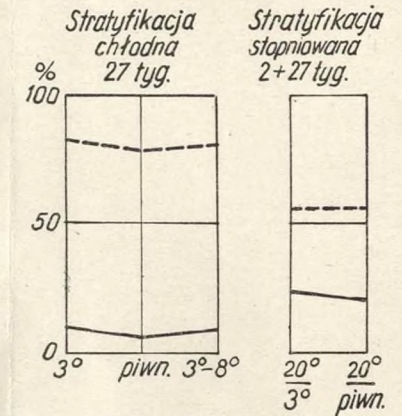 Stratyfikacja
chłodna
27 tyg.
Stratyfikacja
stopniowana
2+27 tyg.
%
100
50
0
3° piwn. 3°-8°
20° 20°
3° piwn.